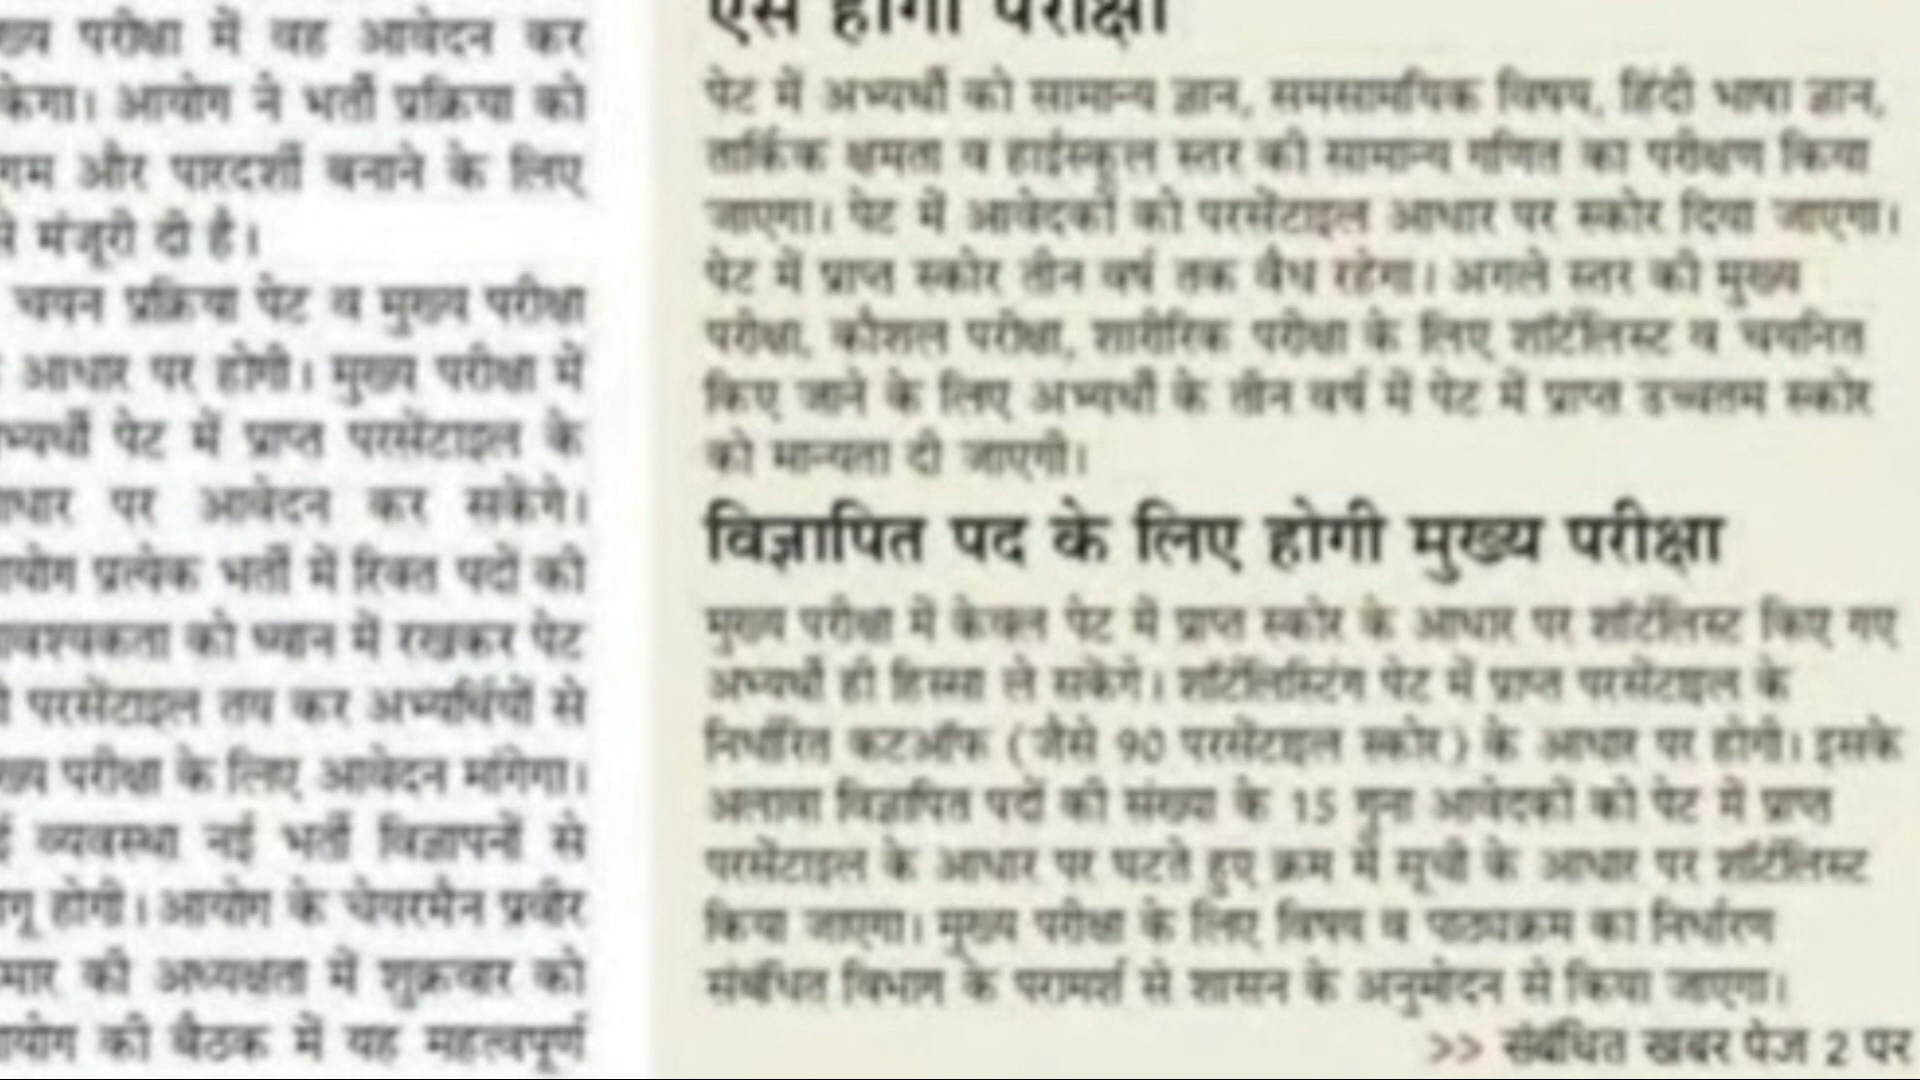 ख्य परीक्षा में वह आवेदन कर
केगा। आयोग ने भर्ती प्रक्रिया को
गम और पारदर्शी बनाने के लिए
से मंजूरी दी है।
चयन प्रक्रिया पेट व मुख्य परीक्षा
आधार पर होगी। मुख्य परीक्षा में
भ्यर्थी पेट में प्राप्त परसेंटाइल के
ाधार पर आवेदन कर सकेंगे।
ायोग प्रत्येक भर्ती में रिक्त पदों की
ावश्यकता को ध्यान में रखकर पेट
ी परसेंटाइल तय कर अभ्यर्थियों से
ख्य परीक्षा के लिए आवेदन मांगेगा।
ई व्यवस्था नई भर्ती विज्ञापनों से
ागू होगी। आयोग के चेयरमैन प्रवीर
मार की अध्यक्षता में शुक्रवार को
ायोग की बैठक में यह महत्वपूर्ण
ऐसे होगी परीक्षा
पेट में अभ्यर्थी को सामान्य ज्ञान, समसामयिक विषय, हिंदी भाषा ज्ञान,
तार्किक क्षमता व हाईस्कूल स्तर की सामान्य गणित का परीक्षण किया
जाएगा। पेट में आवेदकों को परसेंटाइल आधार पर स्कोर दिया जाएगा।
पेट में प्राप्त स्कोर तीन वर्ष तक वैध रहेगा। अगले स्तर की मुख्य
परीक्षा, कौशल परीक्षा, शारीरिक परीक्षा के लिए शॉर्टलिस्ट व चयनित
किए जाने के लिए अभ्यर्थी के तीन वर्ष में पेट में प्राप्त उच्चतम स्कोर
को मान्यता दी जाएगी।
विज्ञापित पद के लिए होगी मुख्य परीक्षा
मुख्य परीक्षा में केवल पेट में प्राप्त स्कोर के आधार पर शॉर्टलिस्ट किए गए
अभ्यर्थी ही हिस्सा ले सकेंगे। शॉर्टलिस्टिंग पेट में प्राप्त परसेंटाइल के
निर्धारित कटऑफ (जैसे 90 परसेंटाइल स्कोर) के आधार पर होगी। इसके
अलावा विज्ञापित पदों की संख्या के 15 गुना आवेदकों को पेट में प्राप्त
परसेंटाइल के आधार पर घटते हुए क्रम में सूची के आधार पर शॉर्टलिस्ट
किया जाएगा। मुख्य परीक्षा के लिए विषय व पाठ्यक्रम का निर्धारण
संबंधित विभाग के परामर्श से शासन के अनुमोदन से किया जाएगा।
>> संबंधित खबर पेज 2 पर